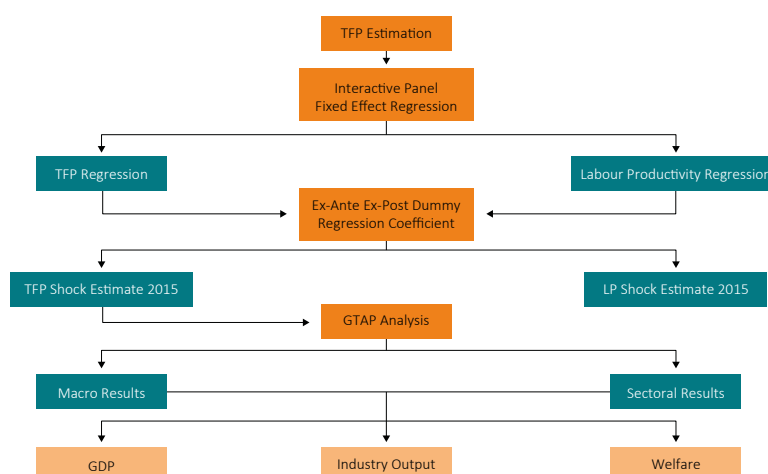 TFP Estimation
Interactive Panel
Fixed Effect Regression
TFP Regression
Labour Productivity Regression
Ex-Ante Ex-Post Dummy
Regression Coefficient
TFP Shock Estimate 2015
LP Shock Estimate 2015
GTAP Analysis
Macro Results
Sectoral Results
GDP
Industry Output
Welfare